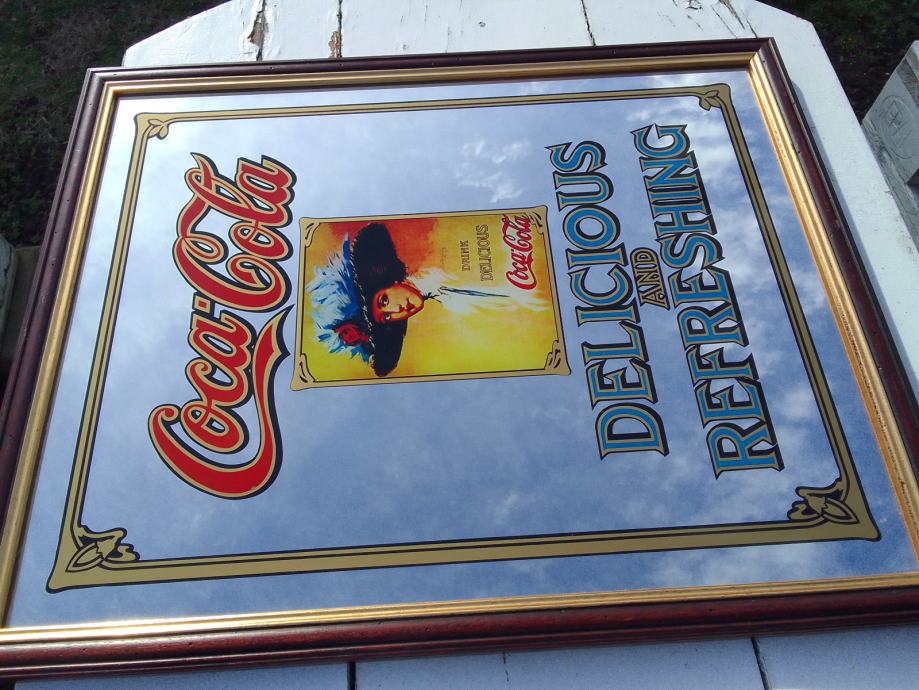 Coca-Cola
DRINK
DELICIOUS
Coca-Cola
DELICIOUS
AND
REFRESHING